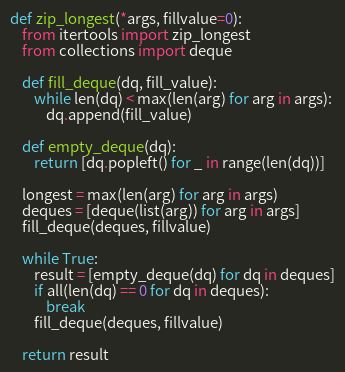 def zip_longest(*args, fillvalue=0):
    from itertools import zip_longest
    from collections import deque

    def fill_deque(dq, fill_value):
        while len(dq) < max(len(arg) for arg in args):
            dq.append(fill_value)

    def empty_deque(dq):
        return [dq.popleft() for _ in range(len(dq))]

    longest = max(len(arg) for arg in args)
    deques = [deque(list(arg)) for arg in args]
    fill_deque(deques, fillvalue)

    while True:
        result = [empty_deque(dq) for dq in deques]
        if all(len(dq) == 0 for dq in deques):
            break
        fill_deque(deques, fillvalue)

    return result